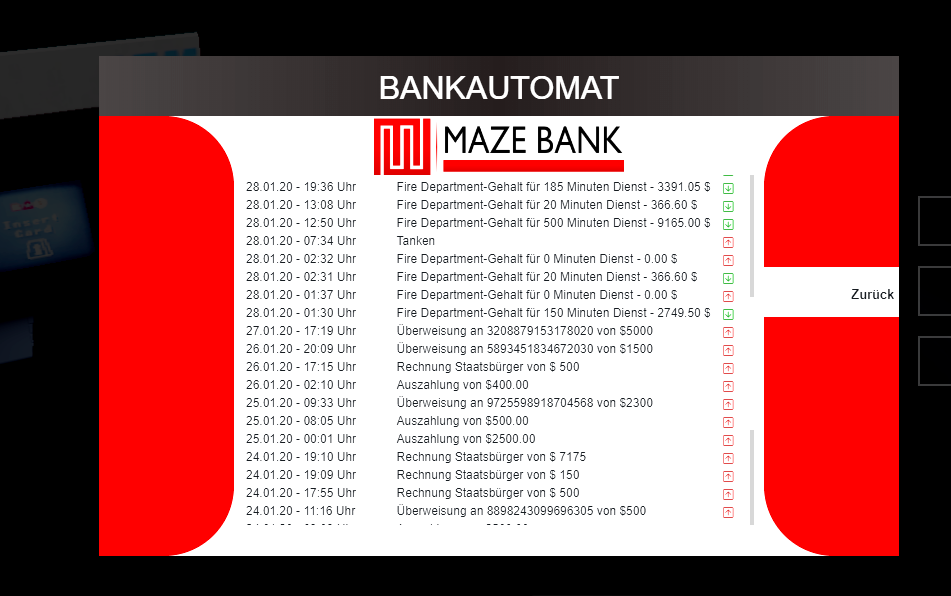 BANKAUTOMAT
MAZE BANK
28.01.20 - 19:36 Uhr Fire Department-Gehalt für 185 Minuten Dienst - 3391.05 $
28.01.20 - 13:08 Uhr Fire Department-Gehalt für 20 Minuten Dienst - 366.60 $
28.01.20 - 12:50 Uhr Fire Department-Gehalt für 500 Minuten Dienst - 9165.00 $
28.01.20 - 07:34 Uhr Tanken
28.01.20 - 02:32 Uhr Fire Department-Gehalt für 0 Minuten Dienst - 0.00 $
28.01.20 - 02:31 Uhr Fire Department-Gehalt für 20 Minuten Dienst - 366.60 $
28.01.20 - 01:37 Uhr Fire Department-Gehalt für 0 Minuten Dienst - 0.00 $
28.01.20 - 01:30 Uhr Fire Department-Gehalt für 150 Minuten Dienst - 2749.50 $
27.01.20 - 17:19 Uhr Überweisung an 3208879153178020 von $5000
26.01.20 - 20:09 Uhr Überweisung an 5893451834672030 von $1500
26.01.20 - 17:15 Uhr Rechnung Staatsbürger von $ 500
26.01.20 - 02:10 Uhr Auszahlung von $400.00
25.01.20 - 09:33 Uhr Überweisung an 9725598918704568 von $2300
25.01.20 - 08:05 Uhr Auszahlung von $500.00
25.01.20 - 00:01 Uhr Auszahlung von $2500.00
24.01.20 - 19:10 Uhr Rechnung Staatsbürger von $ 7175
24.01.20 - 19:09 Uhr Rechnung Staatsbürger von $ 150
24.01.20 - 17:55 Uhr Rechnung Staatsbürger von $ 500
24.01.20 - 11:16 Uhr Überweisung an 8898243099696305 von $500
Zurück
Insert
Card